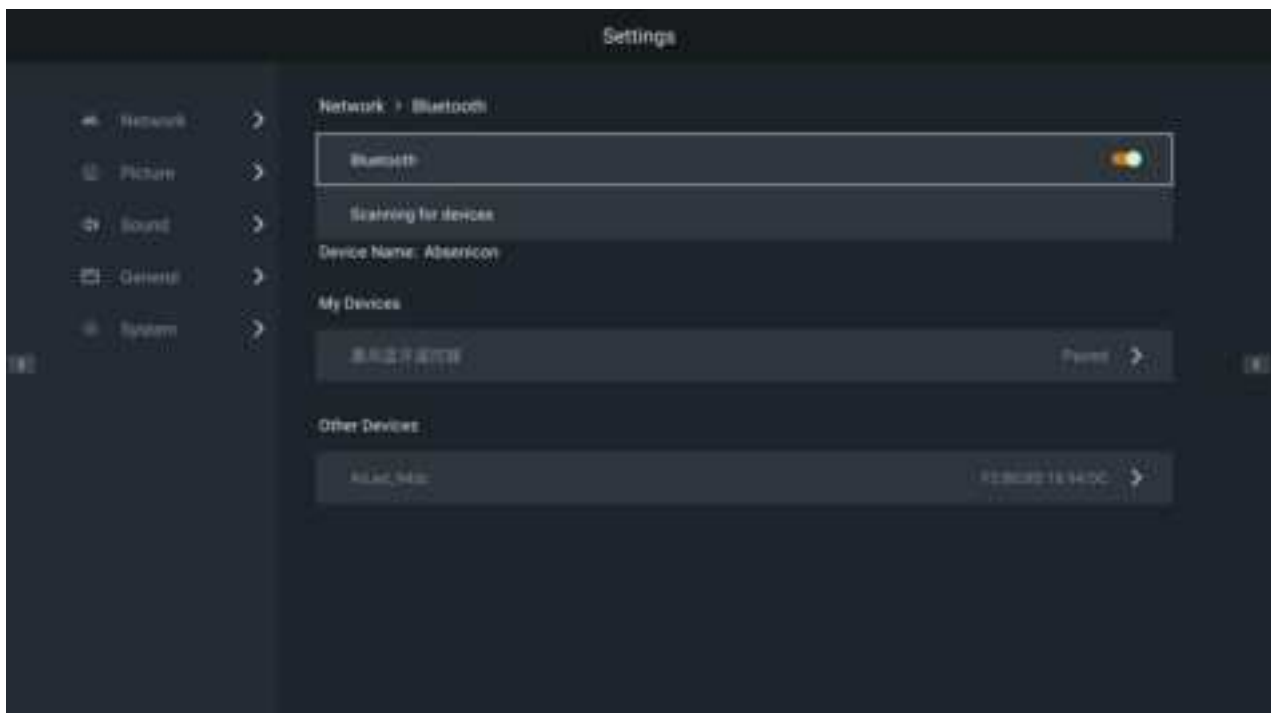 Settings
Network
Picture
Sound
General
System
Network > Bluetooth
Bluetooth
Scanning for devices
Device Name: Absenicon
My Devices
Paired
Other Devices